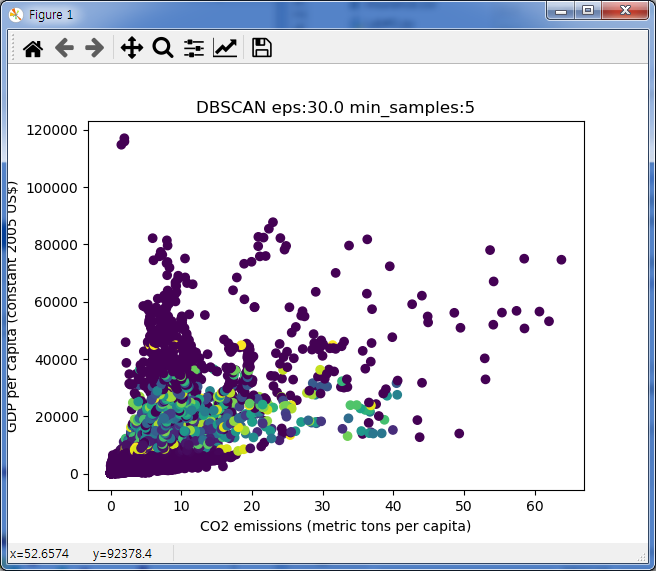 Figure 1
DBSCAN eps:30.0 min_samples:5
120000
100000
80000
60000
40000
20000
0
GDP per capita (constant 2005 US$)
0 10 20 30 40 50 60
CO2 emissions (metric tons per capita)
x=52.6574 y=92378.4